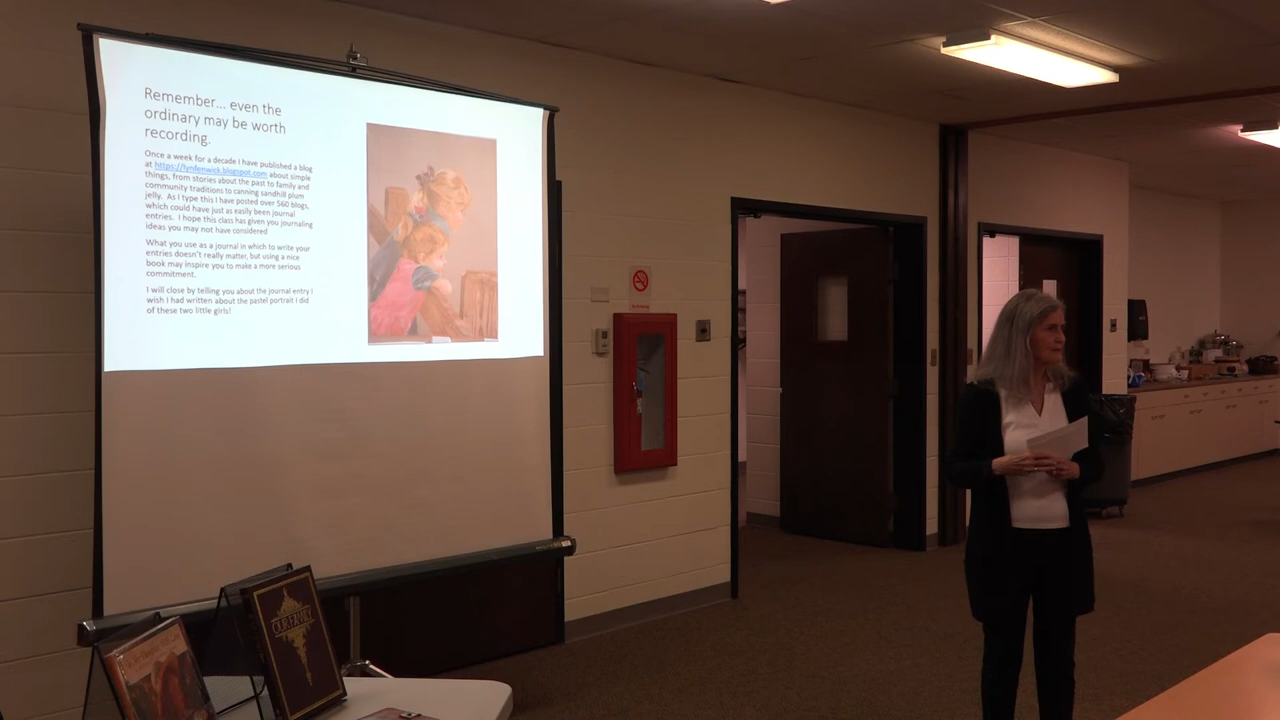 Remember... even the
ordinary may be worth
recording.
Once a week for a decade I have published a blog
at https://lynfenwick.blogspot.com about simple
things, from stories about the past to family and
community traditions to canning sandhill plum
jelly. As I type this I have posted over 560 blogs,
which could have just as easily been journal
entries. I hope this class has given you journaling
ideas you may not have considered
What you use as a journal in which to write your
entries doesn't really matter, but using a nice
book may inspire you to make a more serious
commitment.
I will close by telling you about the journal entry I
wish I had written about the pastel portrait I did
of these two little girls!
OUR FAMILY